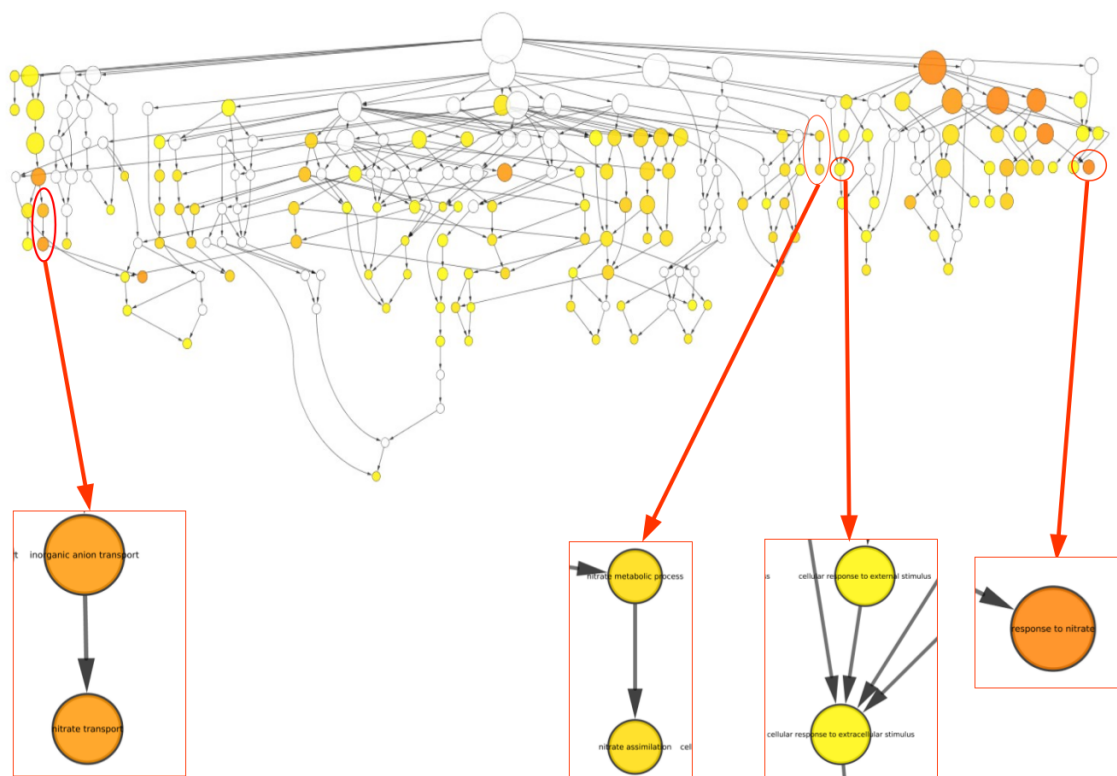 inorganic anion transport
nitrate transport
nitrate metabolic process
nitrate assimilation cel
cellular response to external stimulus
cellular response to extracellular stimulus
response to nitrate